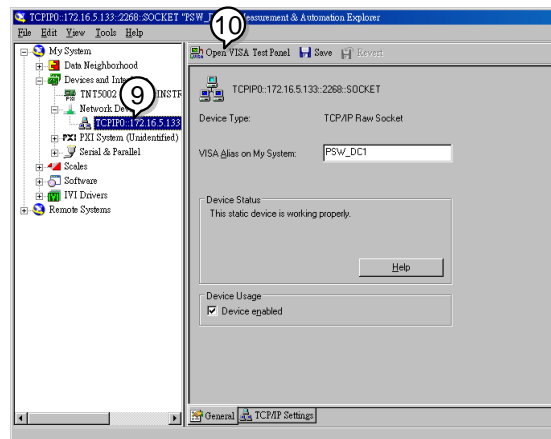 TCPIP0::172.16.5.133::2268::SOCKET "PSW_ Measurement & Automation Explorer
10
File Edit View Tools Help
My System
Data Neighborhood
Devices and Int
TNT5002 INSTR
9
Network De
TCPIP0::172.16.5.133
PXI PXI System (Unidentified)
Serial & Parallel
Scales
Software
IVI Drivers
Remote Systems
Open VISA Test Panel Save Revert
TCPIP0::172.16.5.133::2268::SOCKET
Device Type: TCP/IP Raw Socket
VISA Alias on My System: PSW_DC1
Device Status
This static device is working properly.
Help
Device Usage
Device enabled
General TCP/IP Settings